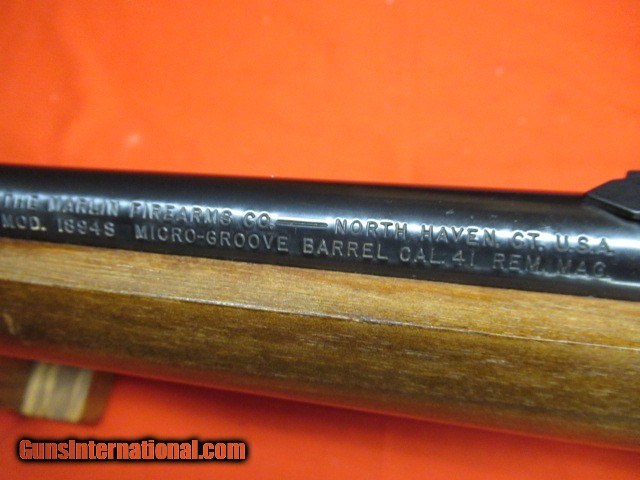 THE MARLIN FIREARMS CO. — NORTH HAVEN, CT. U.S.A.
MOD. 1894S MICRO-GROOVE BARREL CAL. 41 REM. MAG.
GunsInternational.com